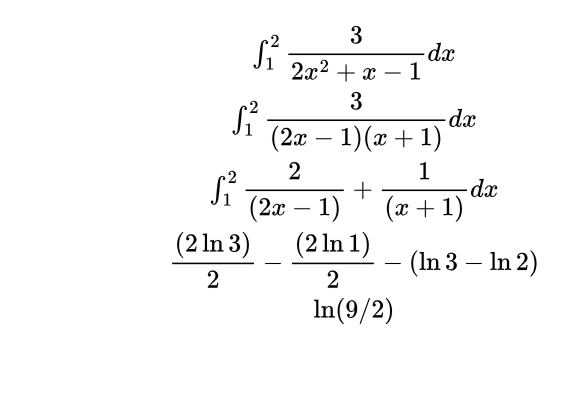 ∫₁² 3/(2x² + x − 1) dx
∫₁² 3/((2x − 1)(x + 1)) dx
∫₁² 2/(2x − 1) + 1/(x + 1) dx
(2 ln 3)/2 − (2 ln 1)/2 − (ln 3 − ln 2)
ln(9/2)